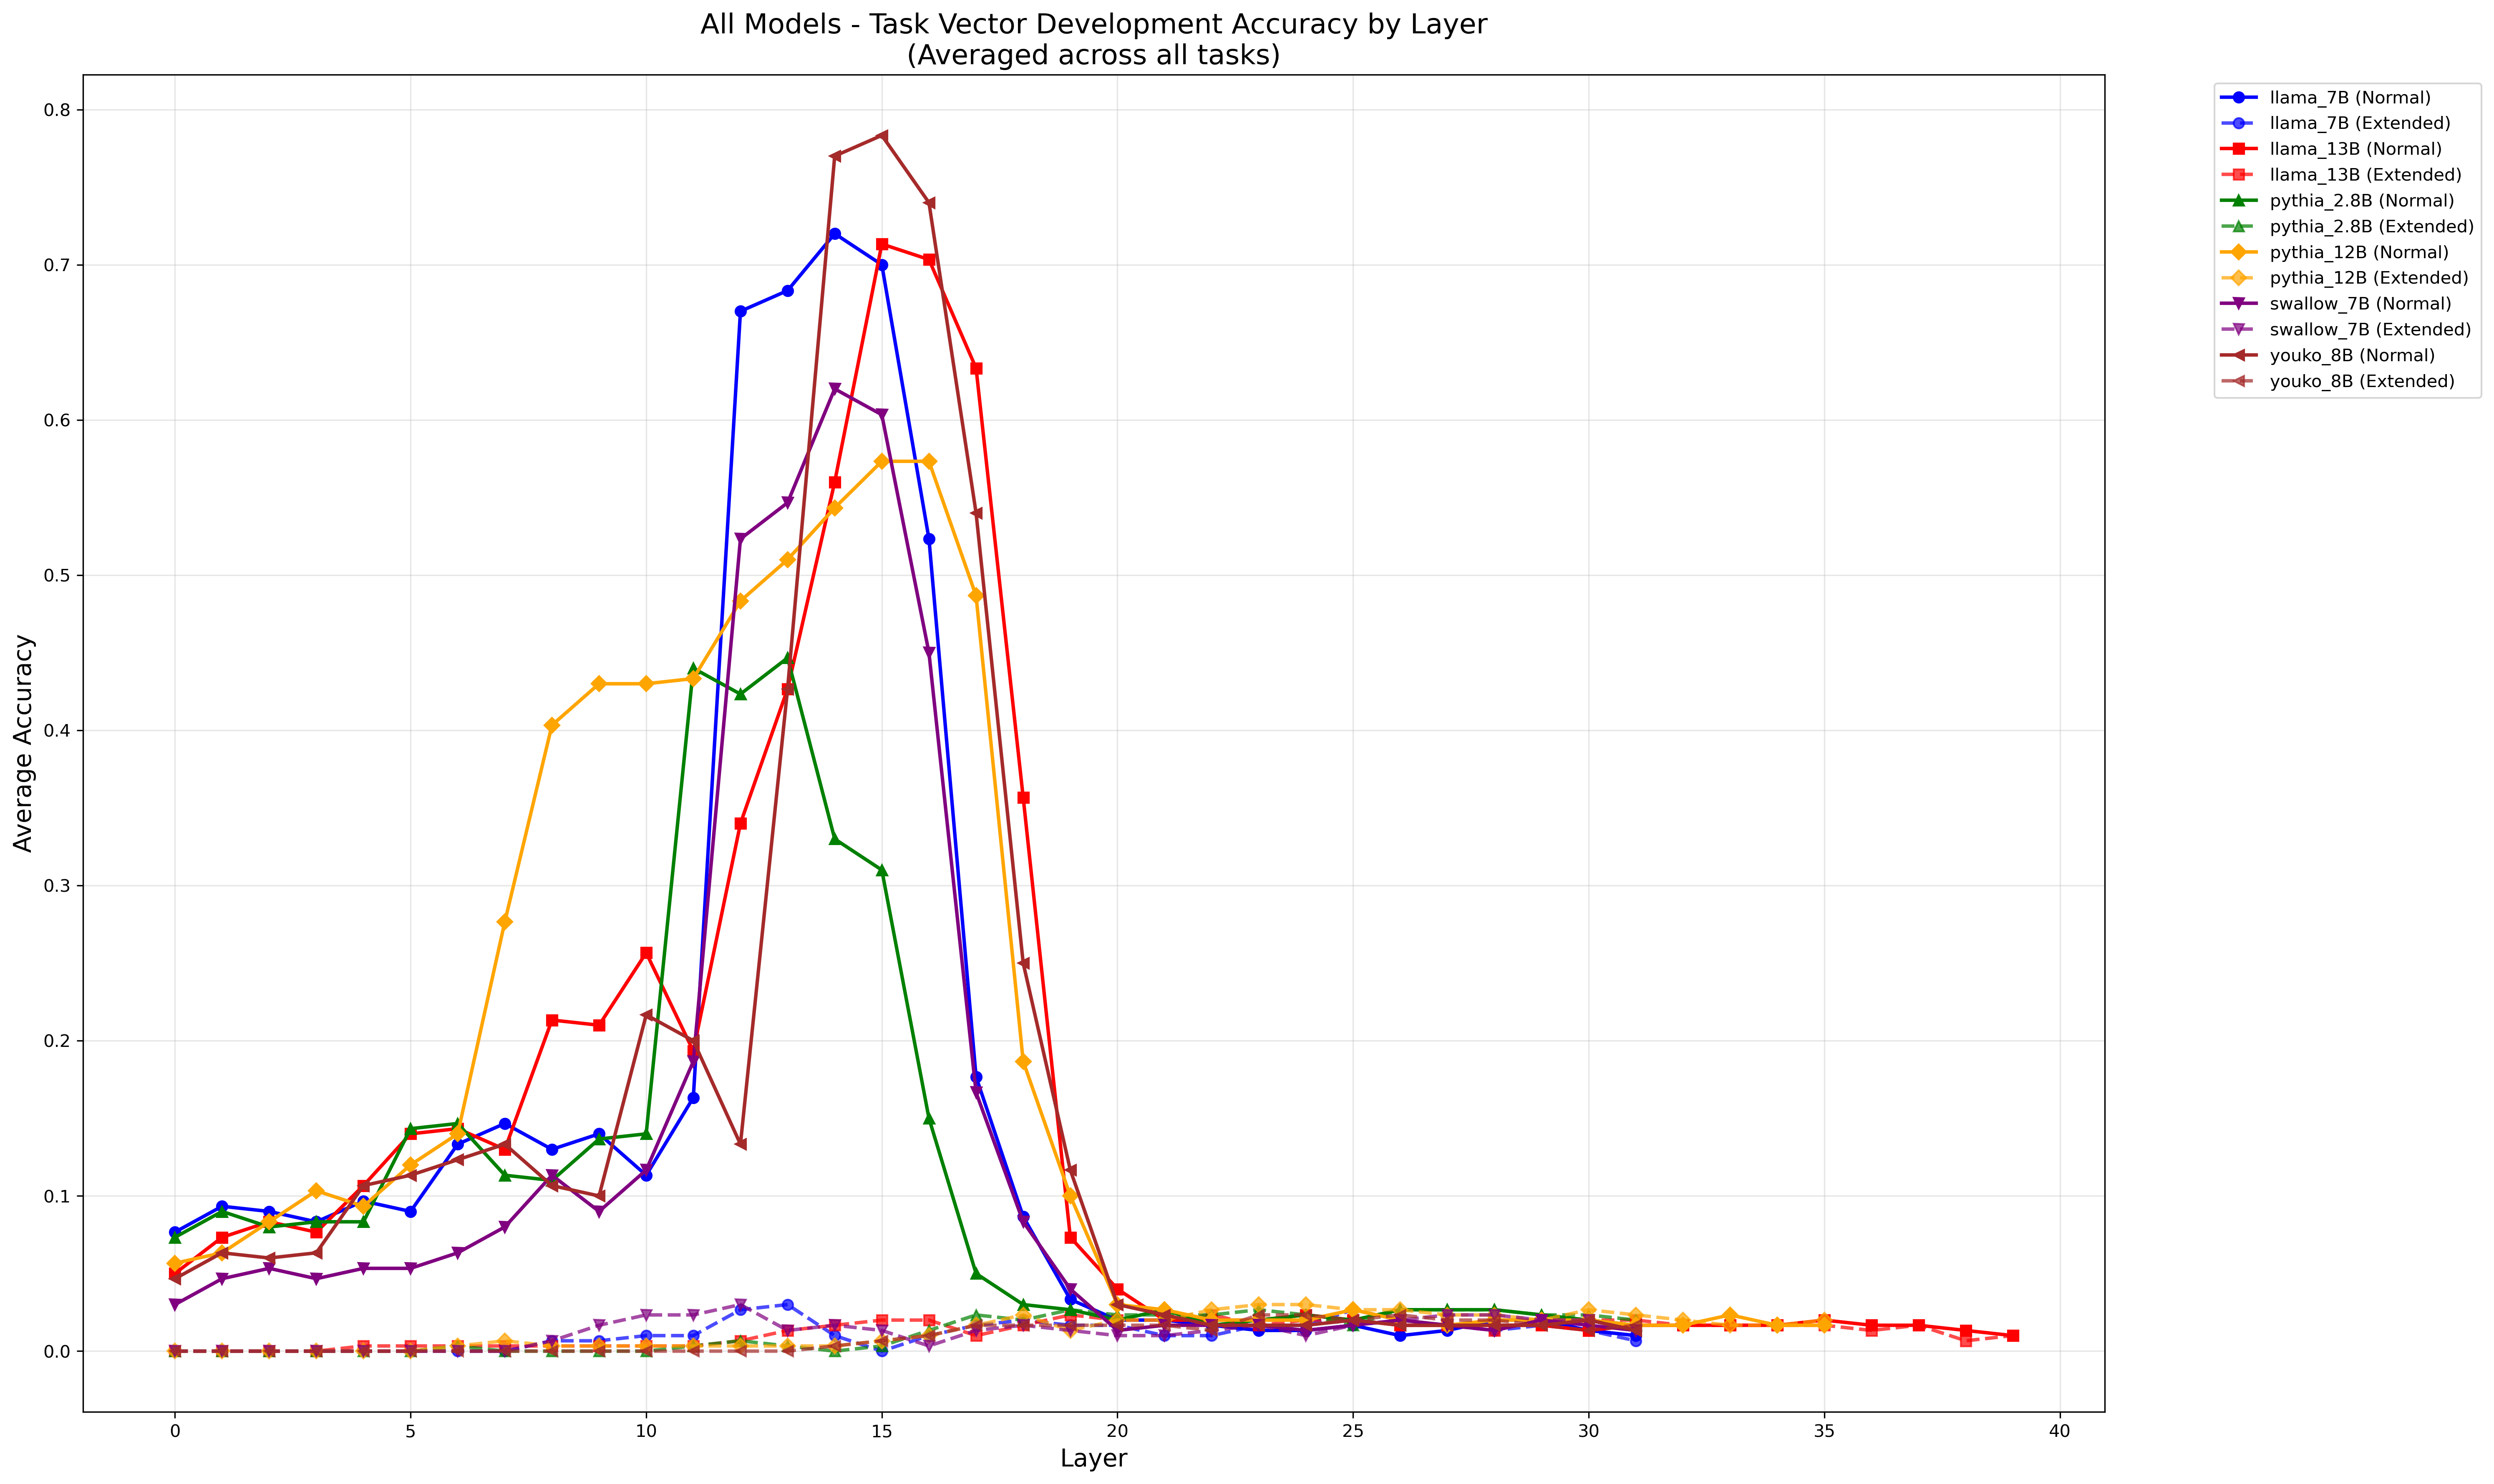 All Models - Task Vector Development Accuracy by Layer
(Averaged across all tasks)
Average Accuracy
0.8
0.7
0.6
0.5
0.4
0.3
0.2
0.1
0.0
0
5
10
15
20
25
30
35
40
Layer
llama_7B (Normal)
llama_7B (Extended)
llama_13B (Normal)
llama_13B (Extended)
pythia_2.8B (Normal)
pythia_2.8B (Extended)
pythia_12B (Normal)
pythia_12B (Extended)
swallow_7B (Normal)
swallow_7B (Extended)
youko_8B (Normal)
youko_8B (Extended)